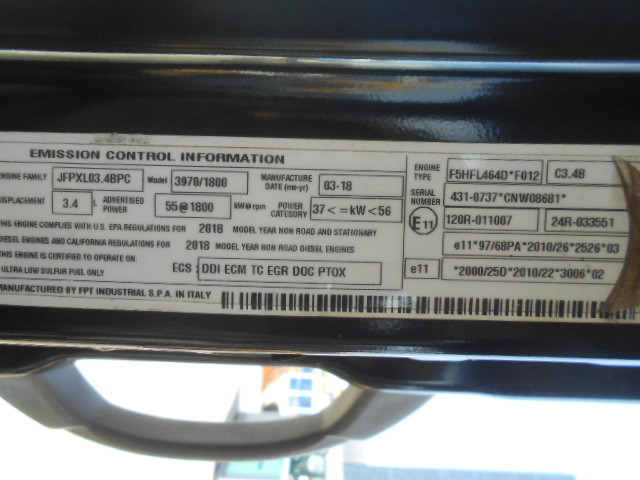 EMISSION CONTROL INFORMATION
ENGINE FAMILY JFPXL03.4BPC Model 3970/1800 MANUFACTURE DATE (mo-yr) 03-18
DISPLACEMENT 3.4 L ADVERTISED POWER 55@1800 kW@rpm POWER CATEGORY 37<=kW<56
THIS ENGINE COMPLIES WITH U.S. EPA REGULATIONS FOR 2018 MODEL YEAR NON ROAD AND STATIONARY
DIESEL ENGINES AND CALIFORNIA REGULATIONS FOR 2018 MODEL YEAR NON ROAD DIESEL ENGINES
THIS ENGINE IS CERTIFIED TO OPERATE ON:
ULTRA LOW SULFUR FUEL ONLY ECS : DDI ECM TC EGR DOC PTOX
MANUFACTURED BY FPT INDUSTRIAL S.P.A. IN ITALY
ENGINE TYPE F5HFL464D*F012 C3.4B
SERIAL NUMBER 431-0737*CNW08681*
E11 120R-011007 24R-033551
e11*97/68PA*2010/26*2526*03
e11 *2000/25D*2010/22*3006*02